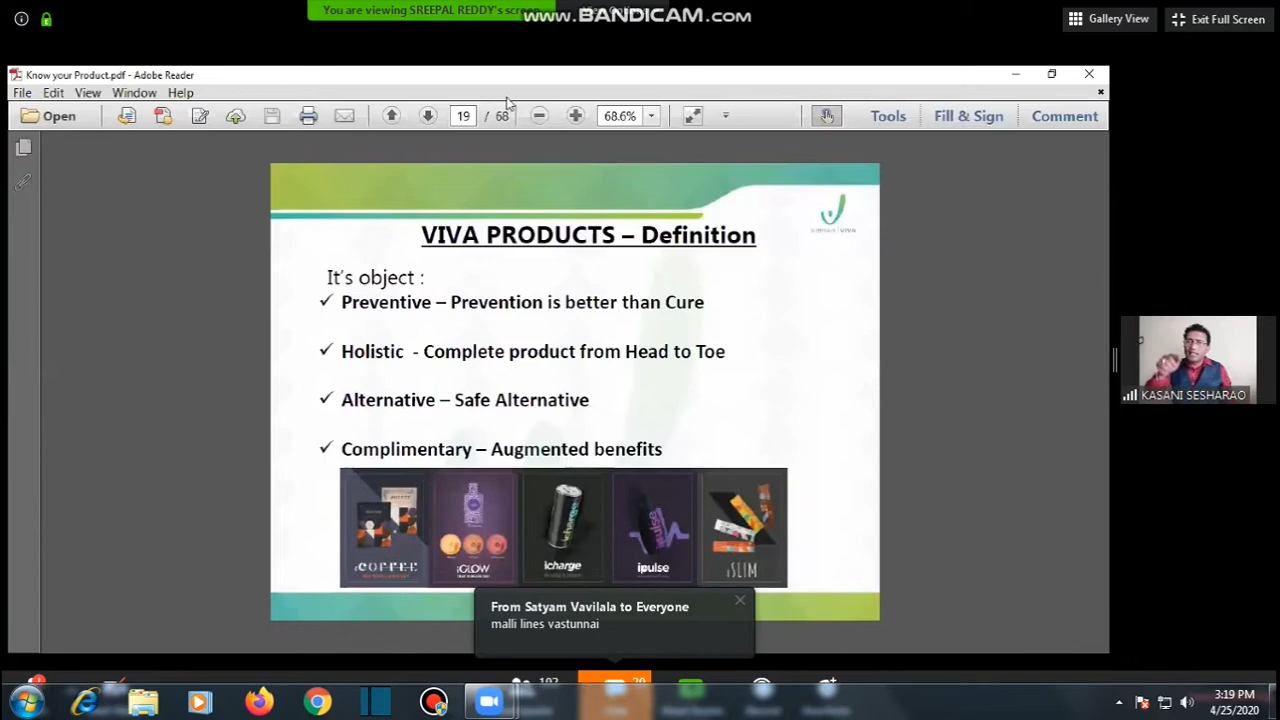 You are viewing SREEPAL REDDY's screen
WWW.BANDICAM.COM
Gallery View
Exit Full Screen
Know your Product.pdf - Adobe Reader
File Edit View Window Help
Open
19 / 68
68.6%
Tools
Fill & Sign
Comment
VIVA PRODUCTS – Definition
It's object :
✓ Preventive – Prevention is better than Cure
✓ Holistic - Complete product from Head to Toe
✓ Alternative – Safe Alternative
✓ Complimentary – Augmented benefits
iCOFFEE
iGLOW
icharge
ipulse
iSLIM
KASANI SESHARAO
From Satyam Vavilala to Everyone
malli lines vastunnai
3:19 PM
4/25/2020